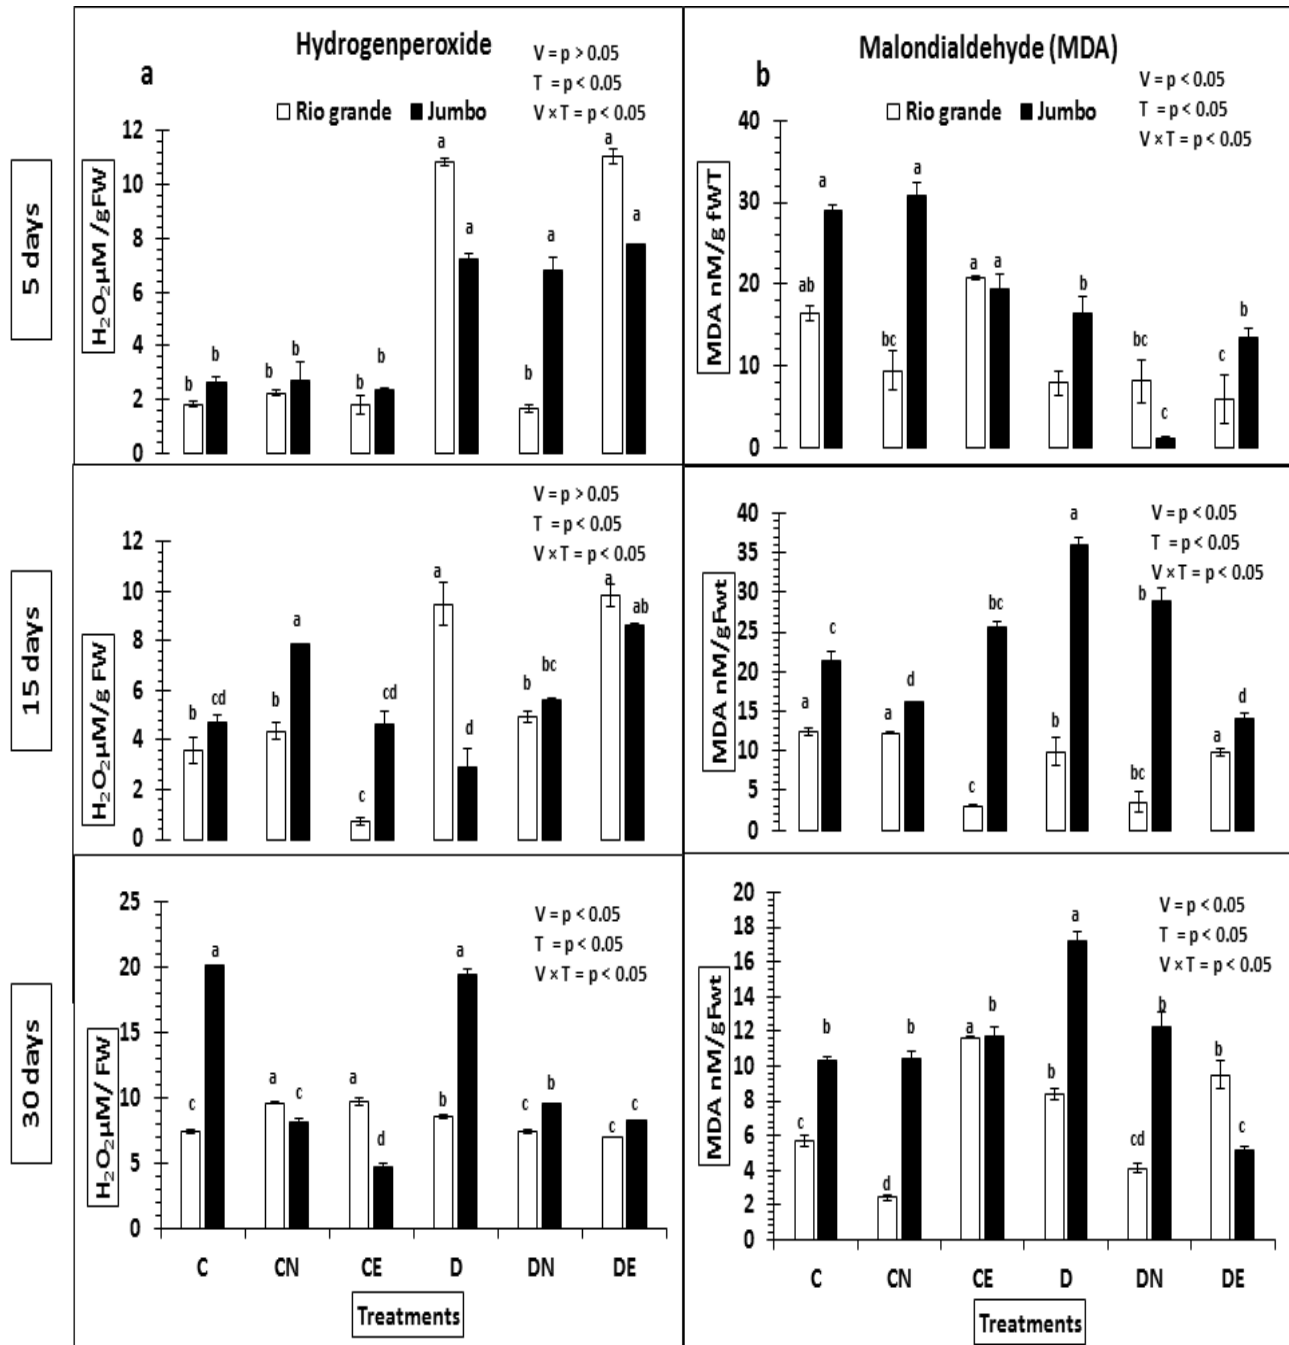 Hydrogenperoxide
a
V = p > 0.05
T = p < 0.05
V × T = p < 0.05
Rio grande
Jumbo
5 days
H₂O₂µM /gFW
12
10
8
6
4
2
0
b b b b b b a a b a a a
Malondialdehyde (MDA)
b
V = p < 0.05
T = p < 0.05
V × T = p < 0.05
Rio grande
Jumbo
MDA nM/g fWT
40
30
20
10
0
ab a bc a a a b bc c c b
15 days
V = p > 0.05
T = p < 0.05
V × T = p < 0.05
H₂O₂µM/g FW
12
10
8
6
4
2
0
b cd b a c cd a d b bc a ab
V = p < 0.05
T = p < 0.05
V × T = p < 0.05
MDA nM/gFwt
40
35
30
25
20
15
10
5
0
a c a d c bc b a bc b a d
30 days
V = p < 0.05
T = p < 0.05
V × T = p < 0.05
H₂O₂µM/ FW
25
20
15
10
5
0
c a a c a d b a c b c c
C CN CE D DN DE
Treatments
V = p < 0.05
T = p < 0.05
V × T = p < 0.05
MDA nM/gFwt
20
18
16
14
12
10
8
6
4
2
0
c b d b a b b a cd b b c
C CN CE D DN DE
Treatments